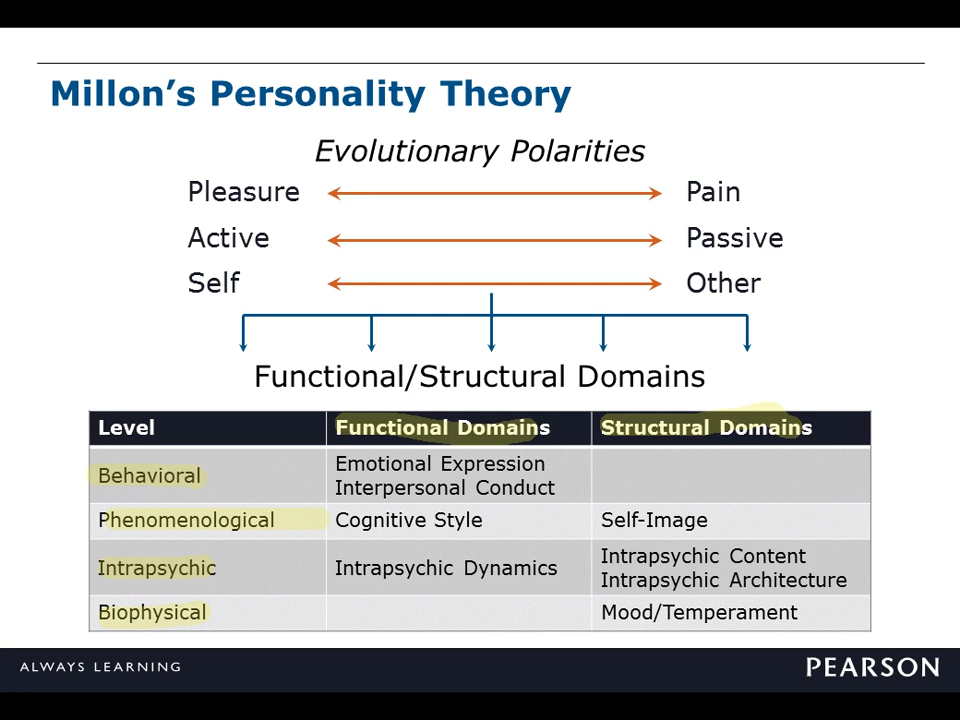 Millon’s Personality Theory
Evolutionary Polarities
Pleasure Pain
Active Passive
Self Other
Functional/Structural Domains
Level Functional Domains Structural Domains
Behavioral Emotional Expression
Interpersonal Conduct
Phenomenological Cognitive Style Self-Image
Intrapsychic Intrapsychic Dynamics Intrapsychic Content
Intrapsychic Architecture
Biophysical Mood/Temperament
ALWAYS LEARNING PEARSON